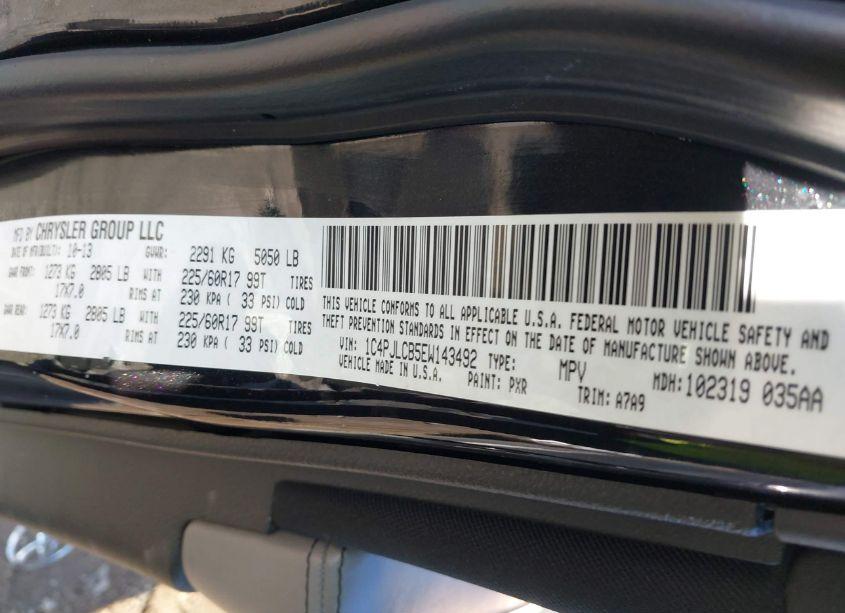 MFD BY CHRYSLER GROUP LLC
DATE OF MFR(BUILT): 10-13 GVWR: 2291 KG 5050 LB
GAWR FRONT: 1273 KG 2805 LB WITH 225/60R17 99T TIRES
17X7.0 RIMS AT 230 KPA ( 33 PSI) COLD
GAWR REAR: 1273 KG 2805 LB WITH 225/60R17 99T TIRES
17X7.0 RIMS AT 230 KPA ( 33 PSI) COLD
THIS VEHICLE CONFORMS TO ALL APPLICABLE U.S.A. FEDERAL MOTOR VEHICLE SAFETY AND
THEFT PREVENTION STANDARDS IN EFFECT ON THE DATE OF MANUFACTURE SHOWN ABOVE.
VIN: 1C4PJLCB5EW143492 TYPE: MPV MDH:102319 035AA
VEHICLE MADE IN U.S.A. PAINT: PXR TRIM: A7A9